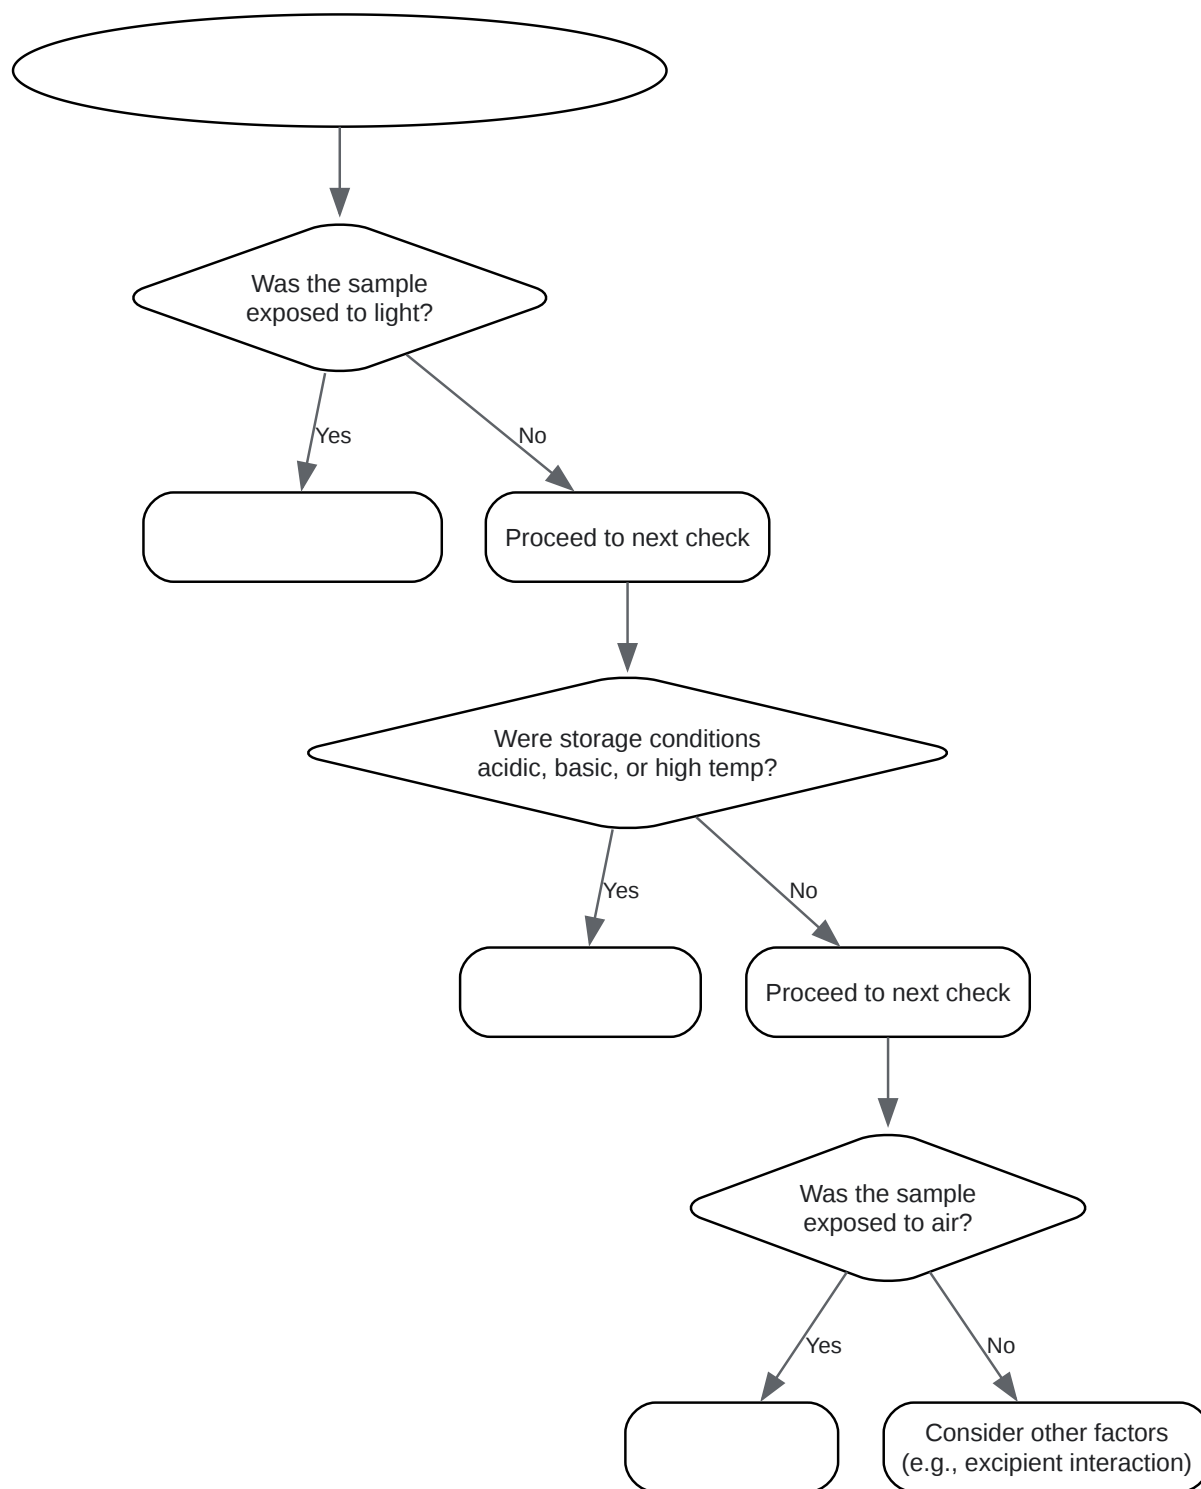 Was the sample
exposed to light?
Yes
No
Proceed to next check
Were storage conditions
acidic, basic, or high temp?
Yes
No
Proceed to next check
Was the sample
exposed to air?
Yes
No
Consider other factors
(e.g., excipient interaction)